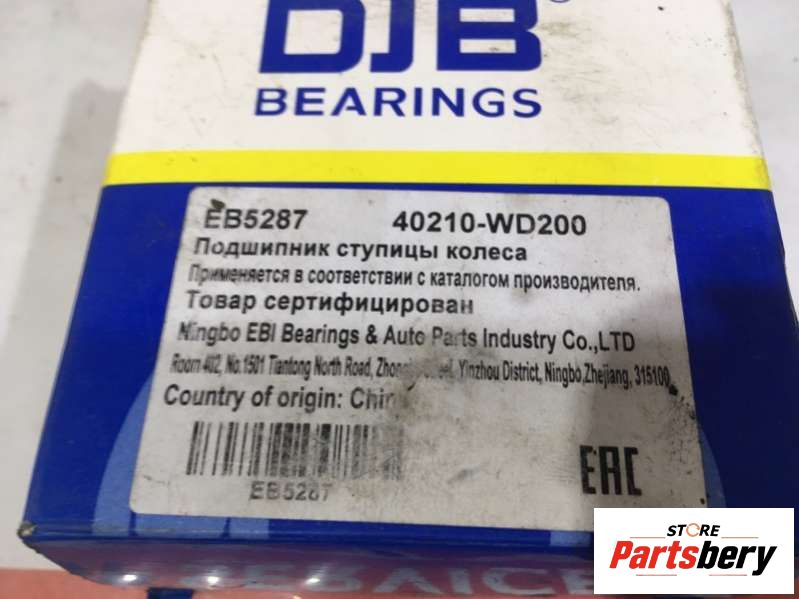 DJB®
BEARINGS
EB5287 40210-WD200
Подшипник ступицы колеса
Применяется в соответствии с каталогом производителя.
Товар сертифицирован
Ningbo EBI Bearings & Auto Parts Industry Co.,LTD
Room 402, No.1501 Tiantong North Road, Yinzhou District, Ningbo,Zhejiang, 315100
Country of origin:
EB5287
EAC
STORE
Partsbery